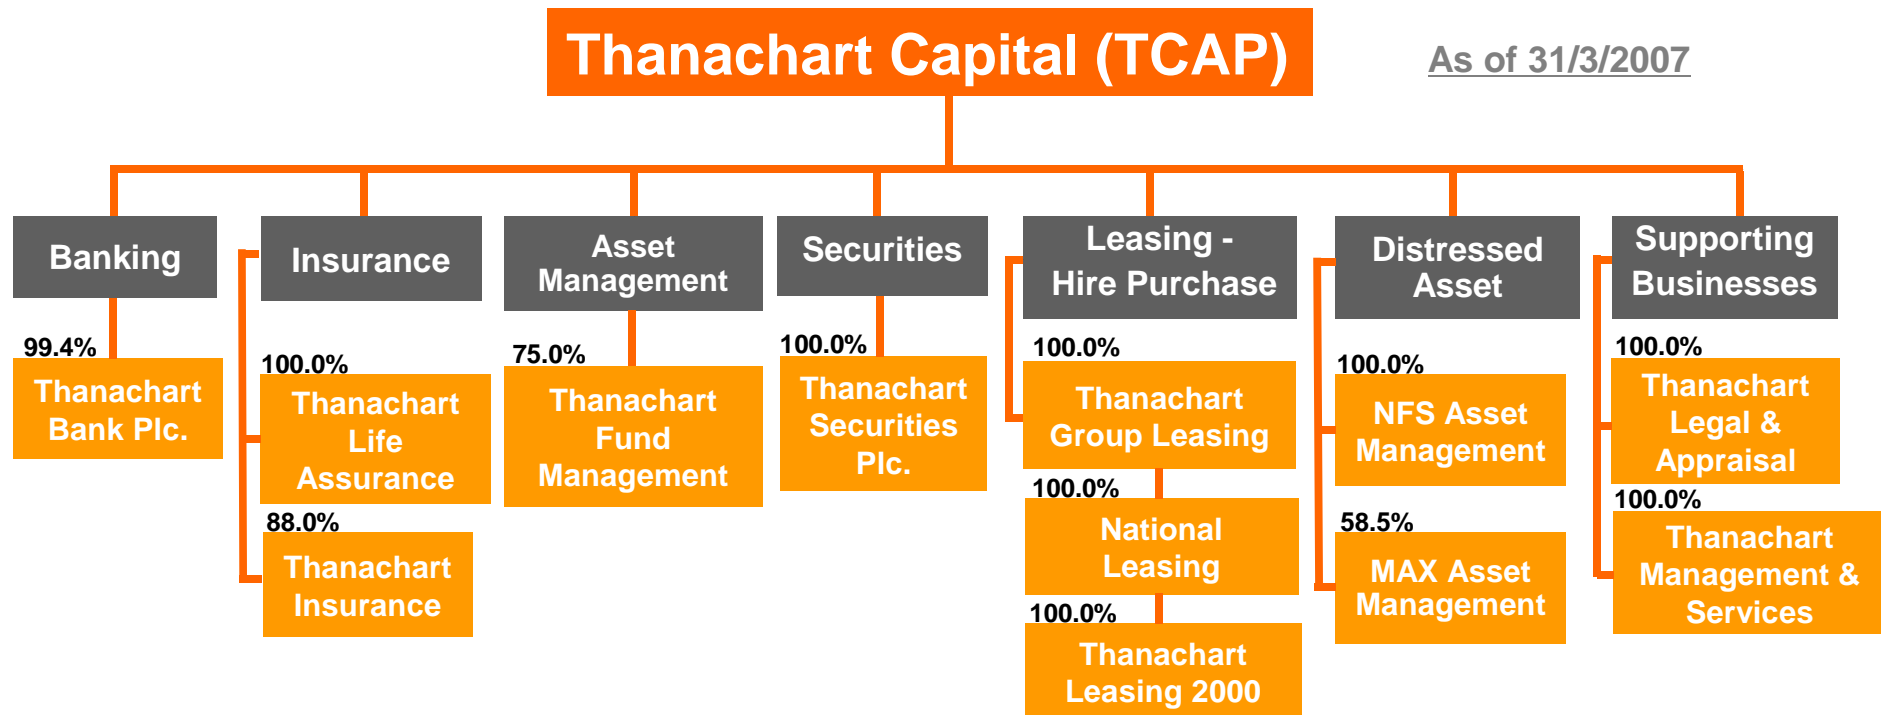 Thanachart Capital (TCAP)
As of 31/3/2007
Banking
99.4%
Thanachart
Bank Plc.
Insurance
100.0%
Thanachart
Life
Assurance
88.0%
Thanachart
Insurance
Asset
Management
75.0%
Thanachart
Fund
Management
Securities
100.0%
Thanachart
Securities
Plc.
Leasing -
Hire Purchase
100.0%
Thanachart
Group Leasing
100.0%
National
Leasing
100.0%
Thanachart
Leasing 2000
Distressed
Asset
100.0%
NFS Asset
Management
58.5%
MAX Asset
Management
Supporting
Businesses
100.0%
Thanachart
Legal &
Appraisal
100.0%
Thanachart
Management &
Services